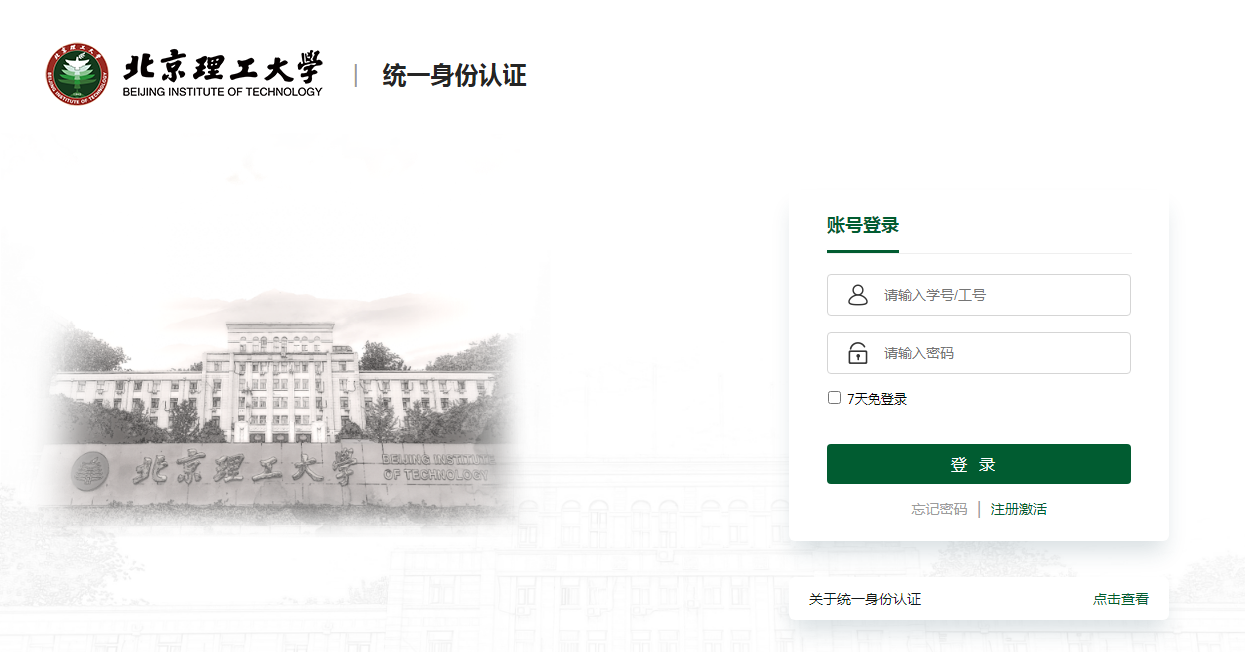 北京理工大学
BEIJING INSTITUTE OF TECHNOLOGY
| 统一身份认证
账号登录
请输入学号/工号
请输入密码
7天免登录
登 录
忘记密码 | 注册激活
关于统一身份认证 点击查看
北京理工大学
BEIJING INSTITUTE
OF TECHNOLOGY